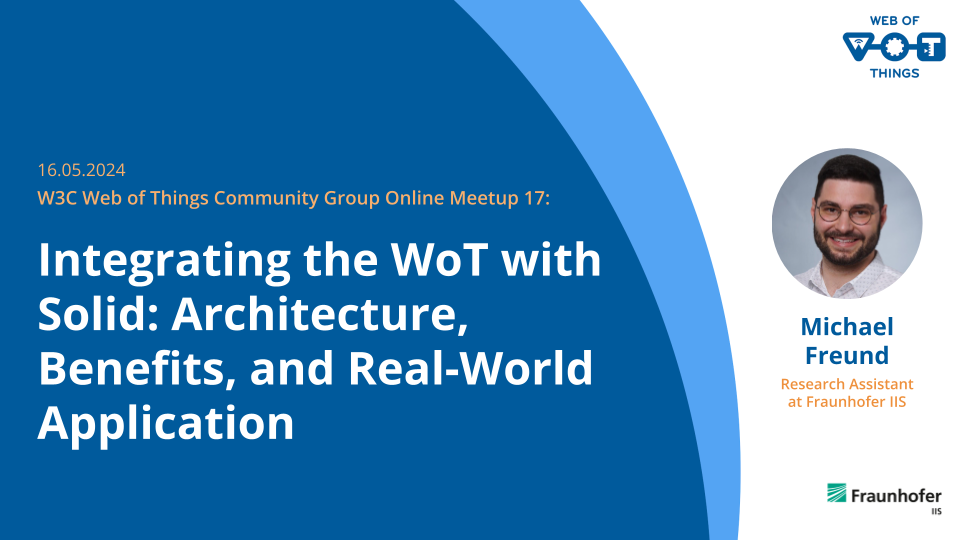 WEB OF
WOT
THINGS
16.05.2024
W3C Web of Things Community Group Online Meetup 17:
Integrating the WoT with
Solid: Architecture,
Benefits, and Real-World
Application
Michael
Freund
Research Assistant
at Fraunhofer IIS
Fraunhofer
IIS